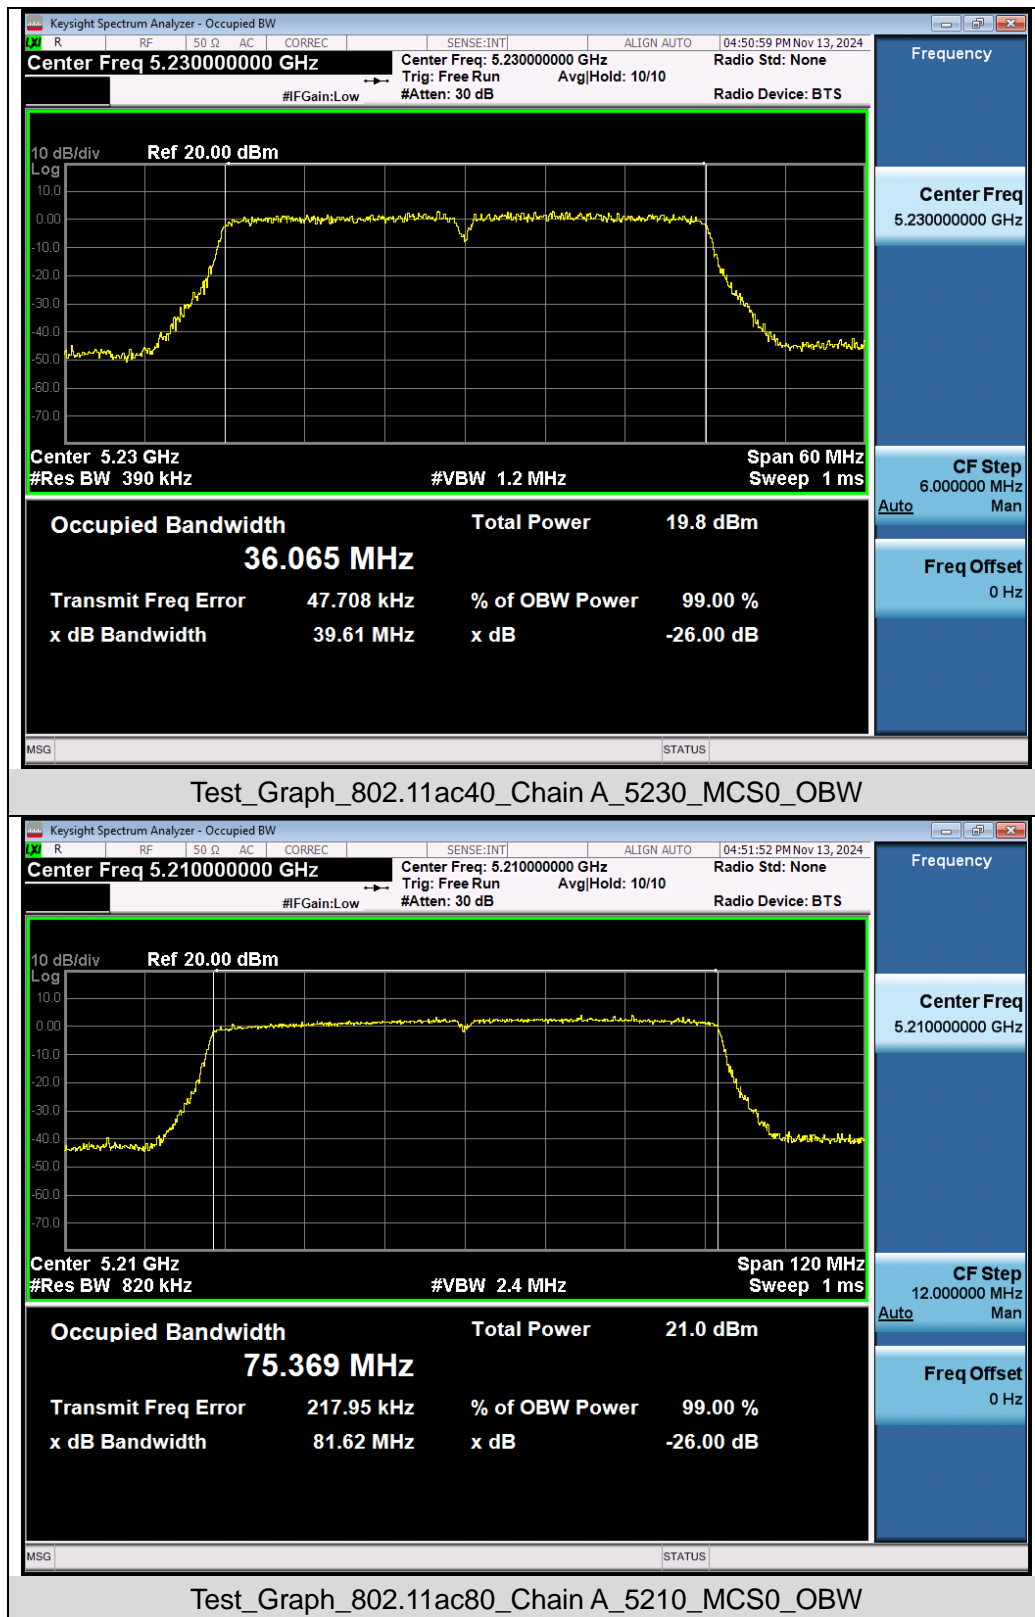 Keysight Spectrum Analyzer - Occupied BW
LXI R RF 50 Ω AC CORREC SENSE:INT ALIGN AUTO 04:50:59 PM Nov 13, 2024
Center Freq 5.230000000 GHz
Center Freq: 5.230000000 GHz
Radio Std: None
Trig: Free Run Avg|Hold: 10/10
#IFGain:Low #Atten: 30 dB
Radio Device: BTS
Frequency
10 dB/div Ref 20.00 dBm
Log
10.0
0.00
-10.0
-20.0
-30.0
-40.0
-50.0
-60.0
-70.0
Center Freq
5.230000000 GHz
Center 5.23 GHz Span 60 MHz
#Res BW 390 kHz #VBW 1.2 MHz Sweep 1 ms
CF Step
6.000000 MHz
Auto Man
Occupied Bandwidth Total Power 19.8 dBm
36.065 MHz
Transmit Freq Error 47.708 kHz % of OBW Power 99.00 %
x dB Bandwidth 39.61 MHz x dB -26.00 dB
Freq Offset
0 Hz
MSG STATUS
Test_Graph_802.11ac40_Chain A_5230_MCS0_OBW
Keysight Spectrum Analyzer - Occupied BW
LXI R RF 50 Ω AC CORREC SENSE:INT ALIGN AUTO 04:51:52 PM Nov 13, 2024
Center Freq 5.210000000 GHz
Center Freq: 5.210000000 GHz
Radio Std: None
Trig: Free Run Avg|Hold: 10/10
#IFGain:Low #Atten: 30 dB
Radio Device: BTS
Frequency
10 dB/div Ref 20.00 dBm
Log
10.0
0.00
-10.0
-20.0
-30.0
-40.0
-50.0
-60.0
-70.0
Center Freq
5.210000000 GHz
Center 5.21 GHz Span 120 MHz
#Res BW 820 kHz #VBW 2.4 MHz Sweep 1 ms
CF Step
12.000000 MHz
Auto Man
Occupied Bandwidth Total Power 21.0 dBm
75.369 MHz
Transmit Freq Error 217.95 kHz % of OBW Power 99.00 %
x dB Bandwidth 81.62 MHz x dB -26.00 dB
Freq Offset
0 Hz
MSG STATUS
Test_Graph_802.11ac80_Chain A_5210_MCS0_OBW